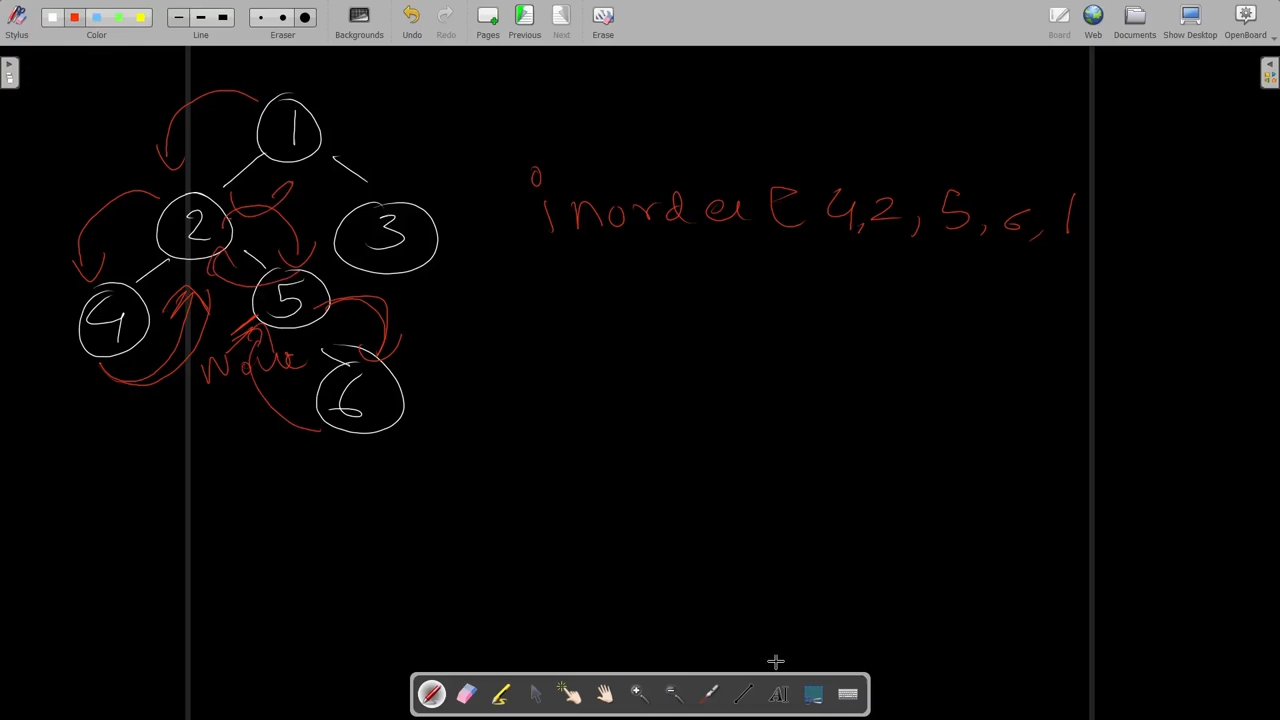 Stylus Color Line Eraser Backgrounds Undo Redo Pages Previous Next Erase Board Web Documents Show Desktop OpenBoard
1
inorder 4,2, 5, 6, 1
2 3
5
4
6
AI